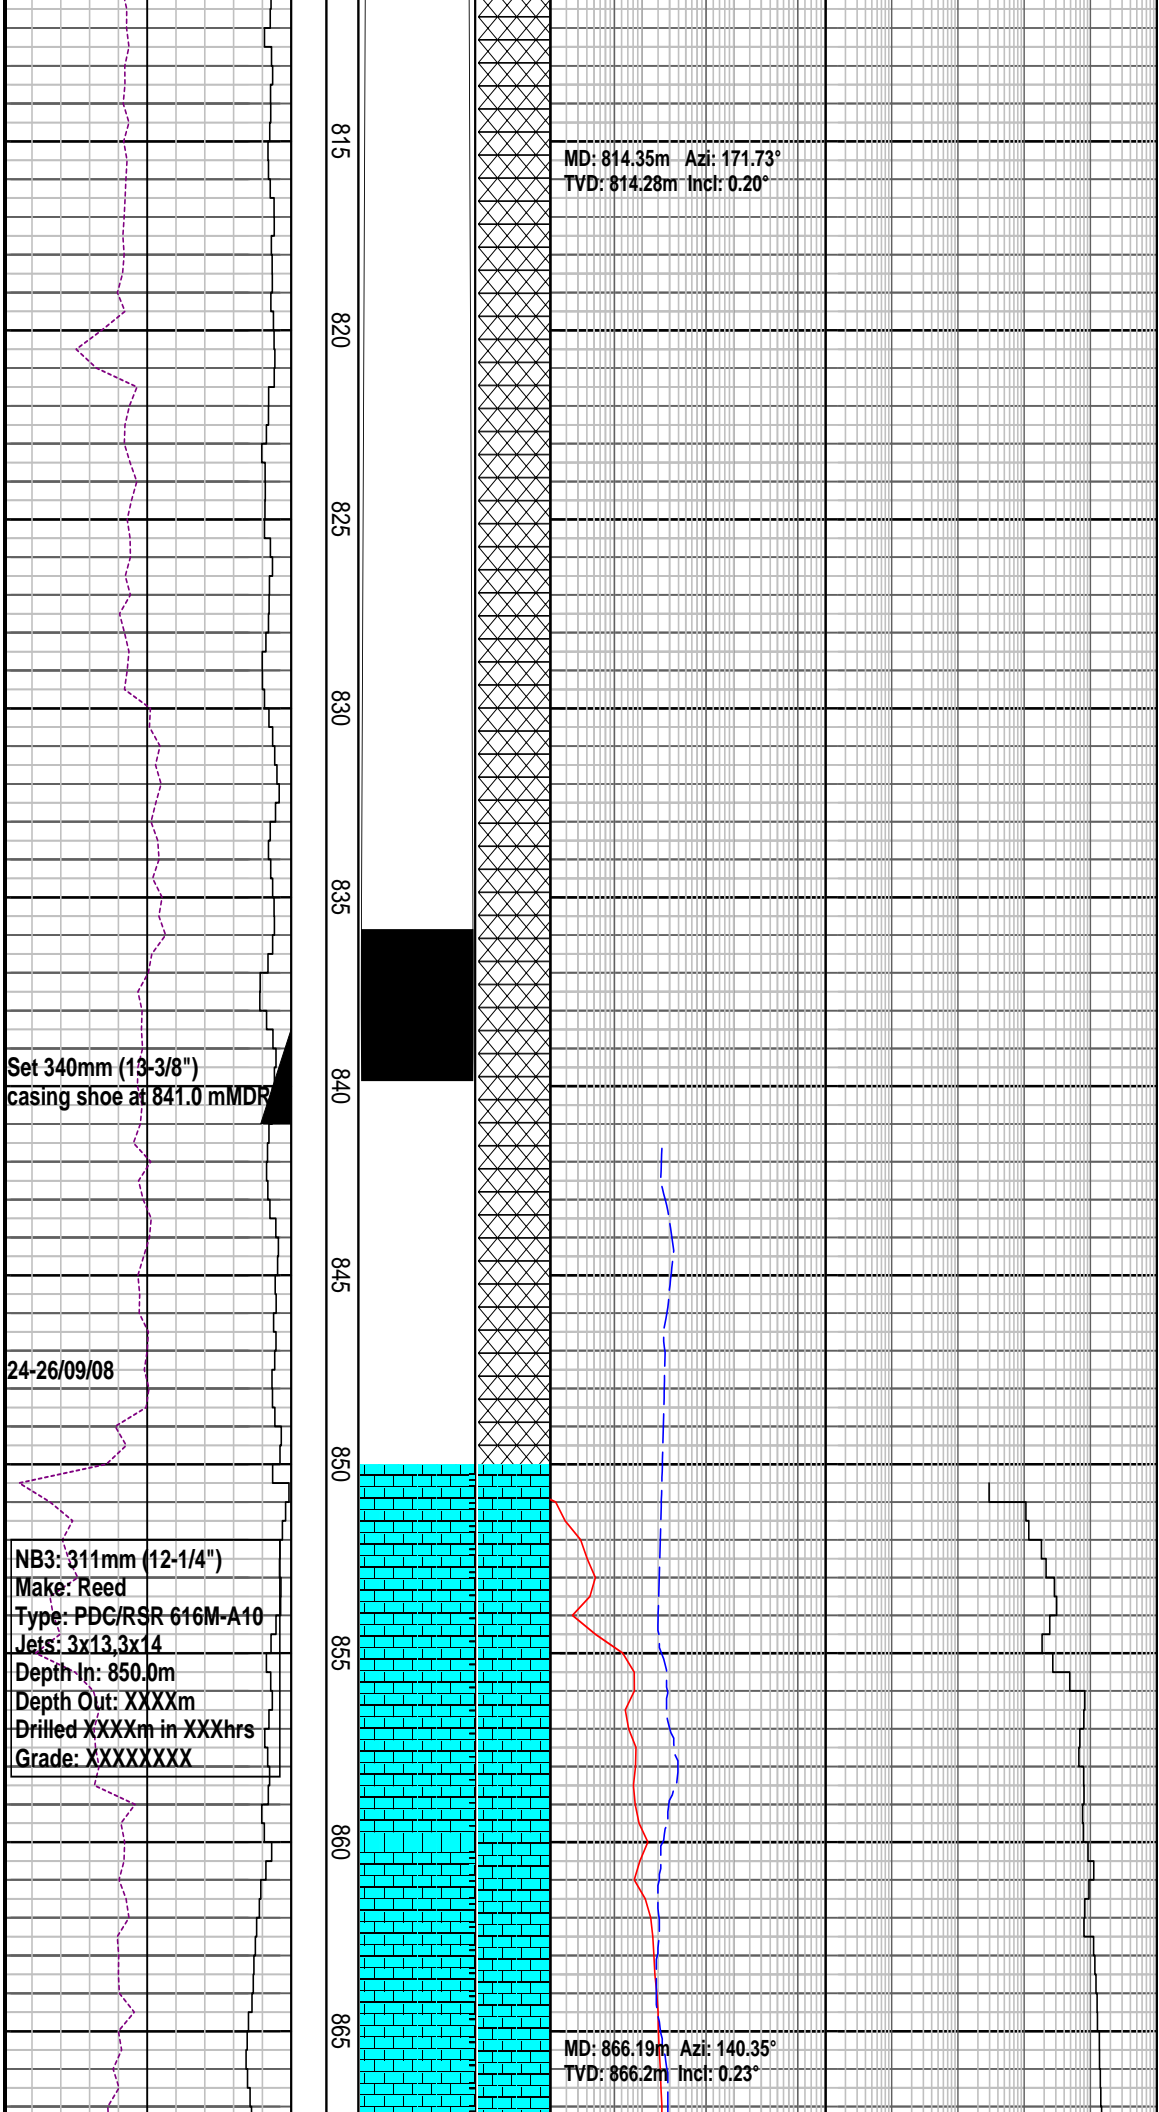 815
MD: 814.35m Azi: 171.73°
TVD: 814.28m Incl: 0.20°
820
825
830
835
Set 340mm (13-3/8")
casing shoe at 841.0 mMDR
840
845
24-26/09/08
850
NB3: 311mm (12-1/4")
Make: Reed
Type: PDC/RSR 616M-A10
Jets: 3x13,3x14
Depth In: 850.0m
Depth Out: XXXXm
Drilled XXXXm in XXXhrs
Grade: XXXXXXXX
855
860
865
MD: 866.19m Azi: 140.35°
TVD: 866.2m Incl: 0.23°